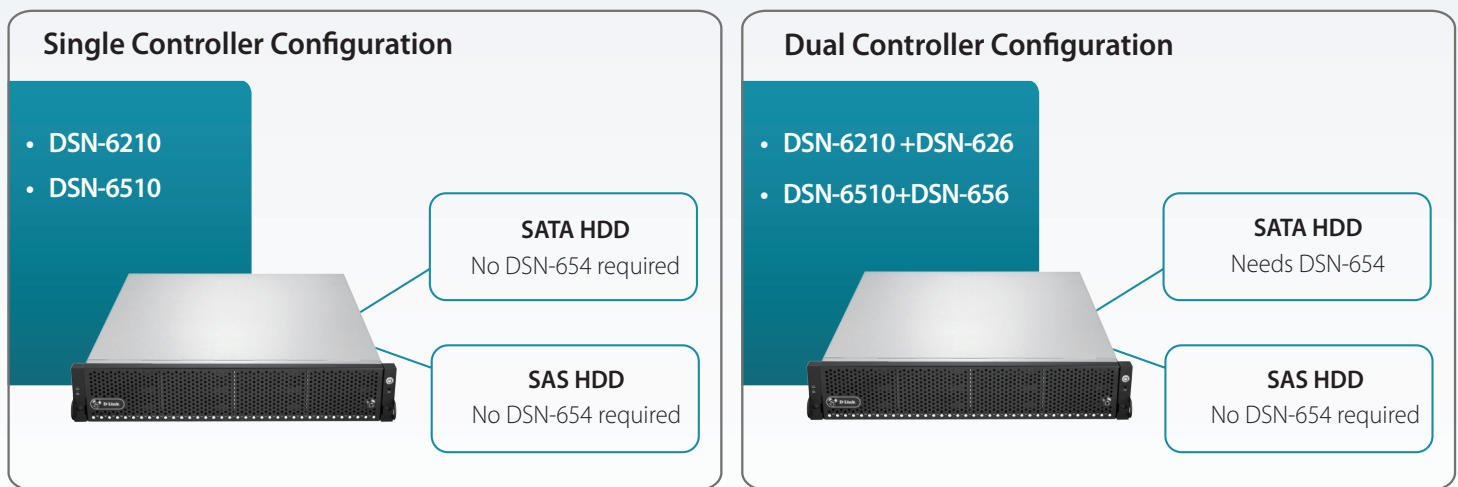 Single Controller Configuration
• DSN-6210
• DSN-6510
SATA HDD
No DSN-654 required
SAS HDD
No DSN-654 required
D-Link
Dual Controller Configuration
• DSN-6210 +DSN-626
• DSN-6510+DSN-656
SATA HDD
Needs DSN-654
SAS HDD
No DSN-654 required
D-Link